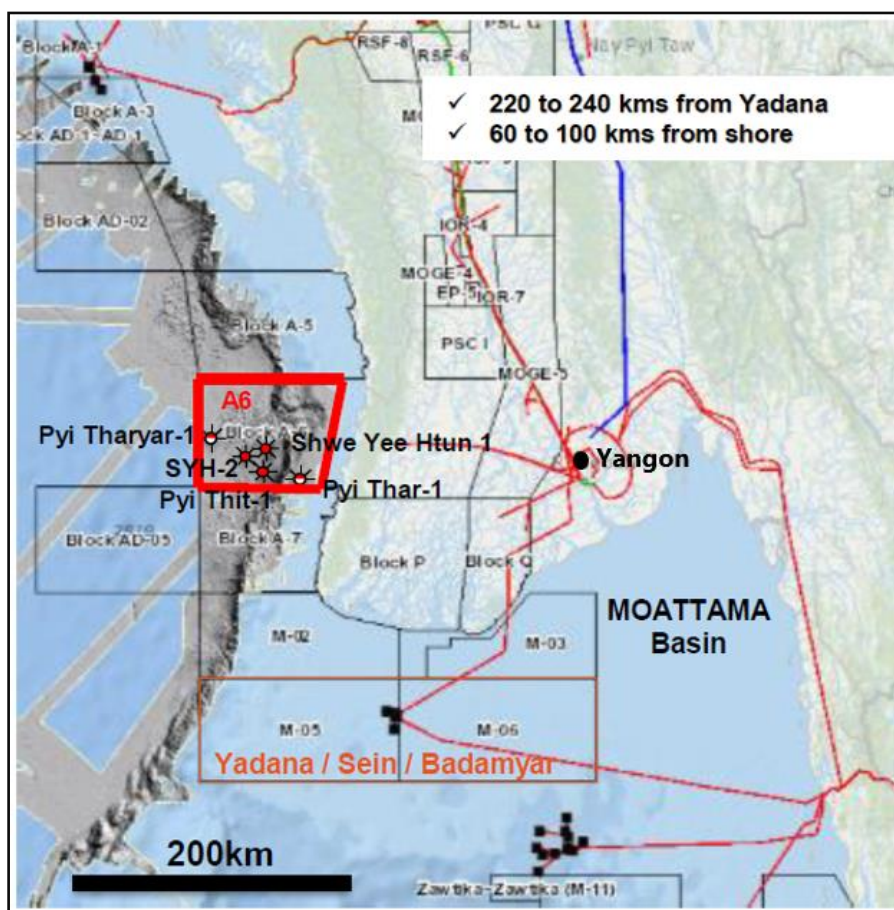 PSC G
Block A-1
RSF-8
RSF-6
Nay Pyi Taw
Block A-3
Block AD-1
✓ 220 to 240 kms from Yadana
✓ 60 to 100 kms from shore
Block AD-02
IOR-4
MOGE-4
EP-5
IOR-7
Block A-5
PSC I
MOGE-5
A6
Pyi Tharyar-1
Shwe Yee Htun 1
SYH-2
Yangon
Pyi Thit-1
Pyi Thar-1
Block AD-05
Block A-7
Block P
M-02
M-03
MOATTAMA
Basin
M-05
M-06
Yadana / Sein / Badamyar
200km
Zawtika-Zawtika (M-11)